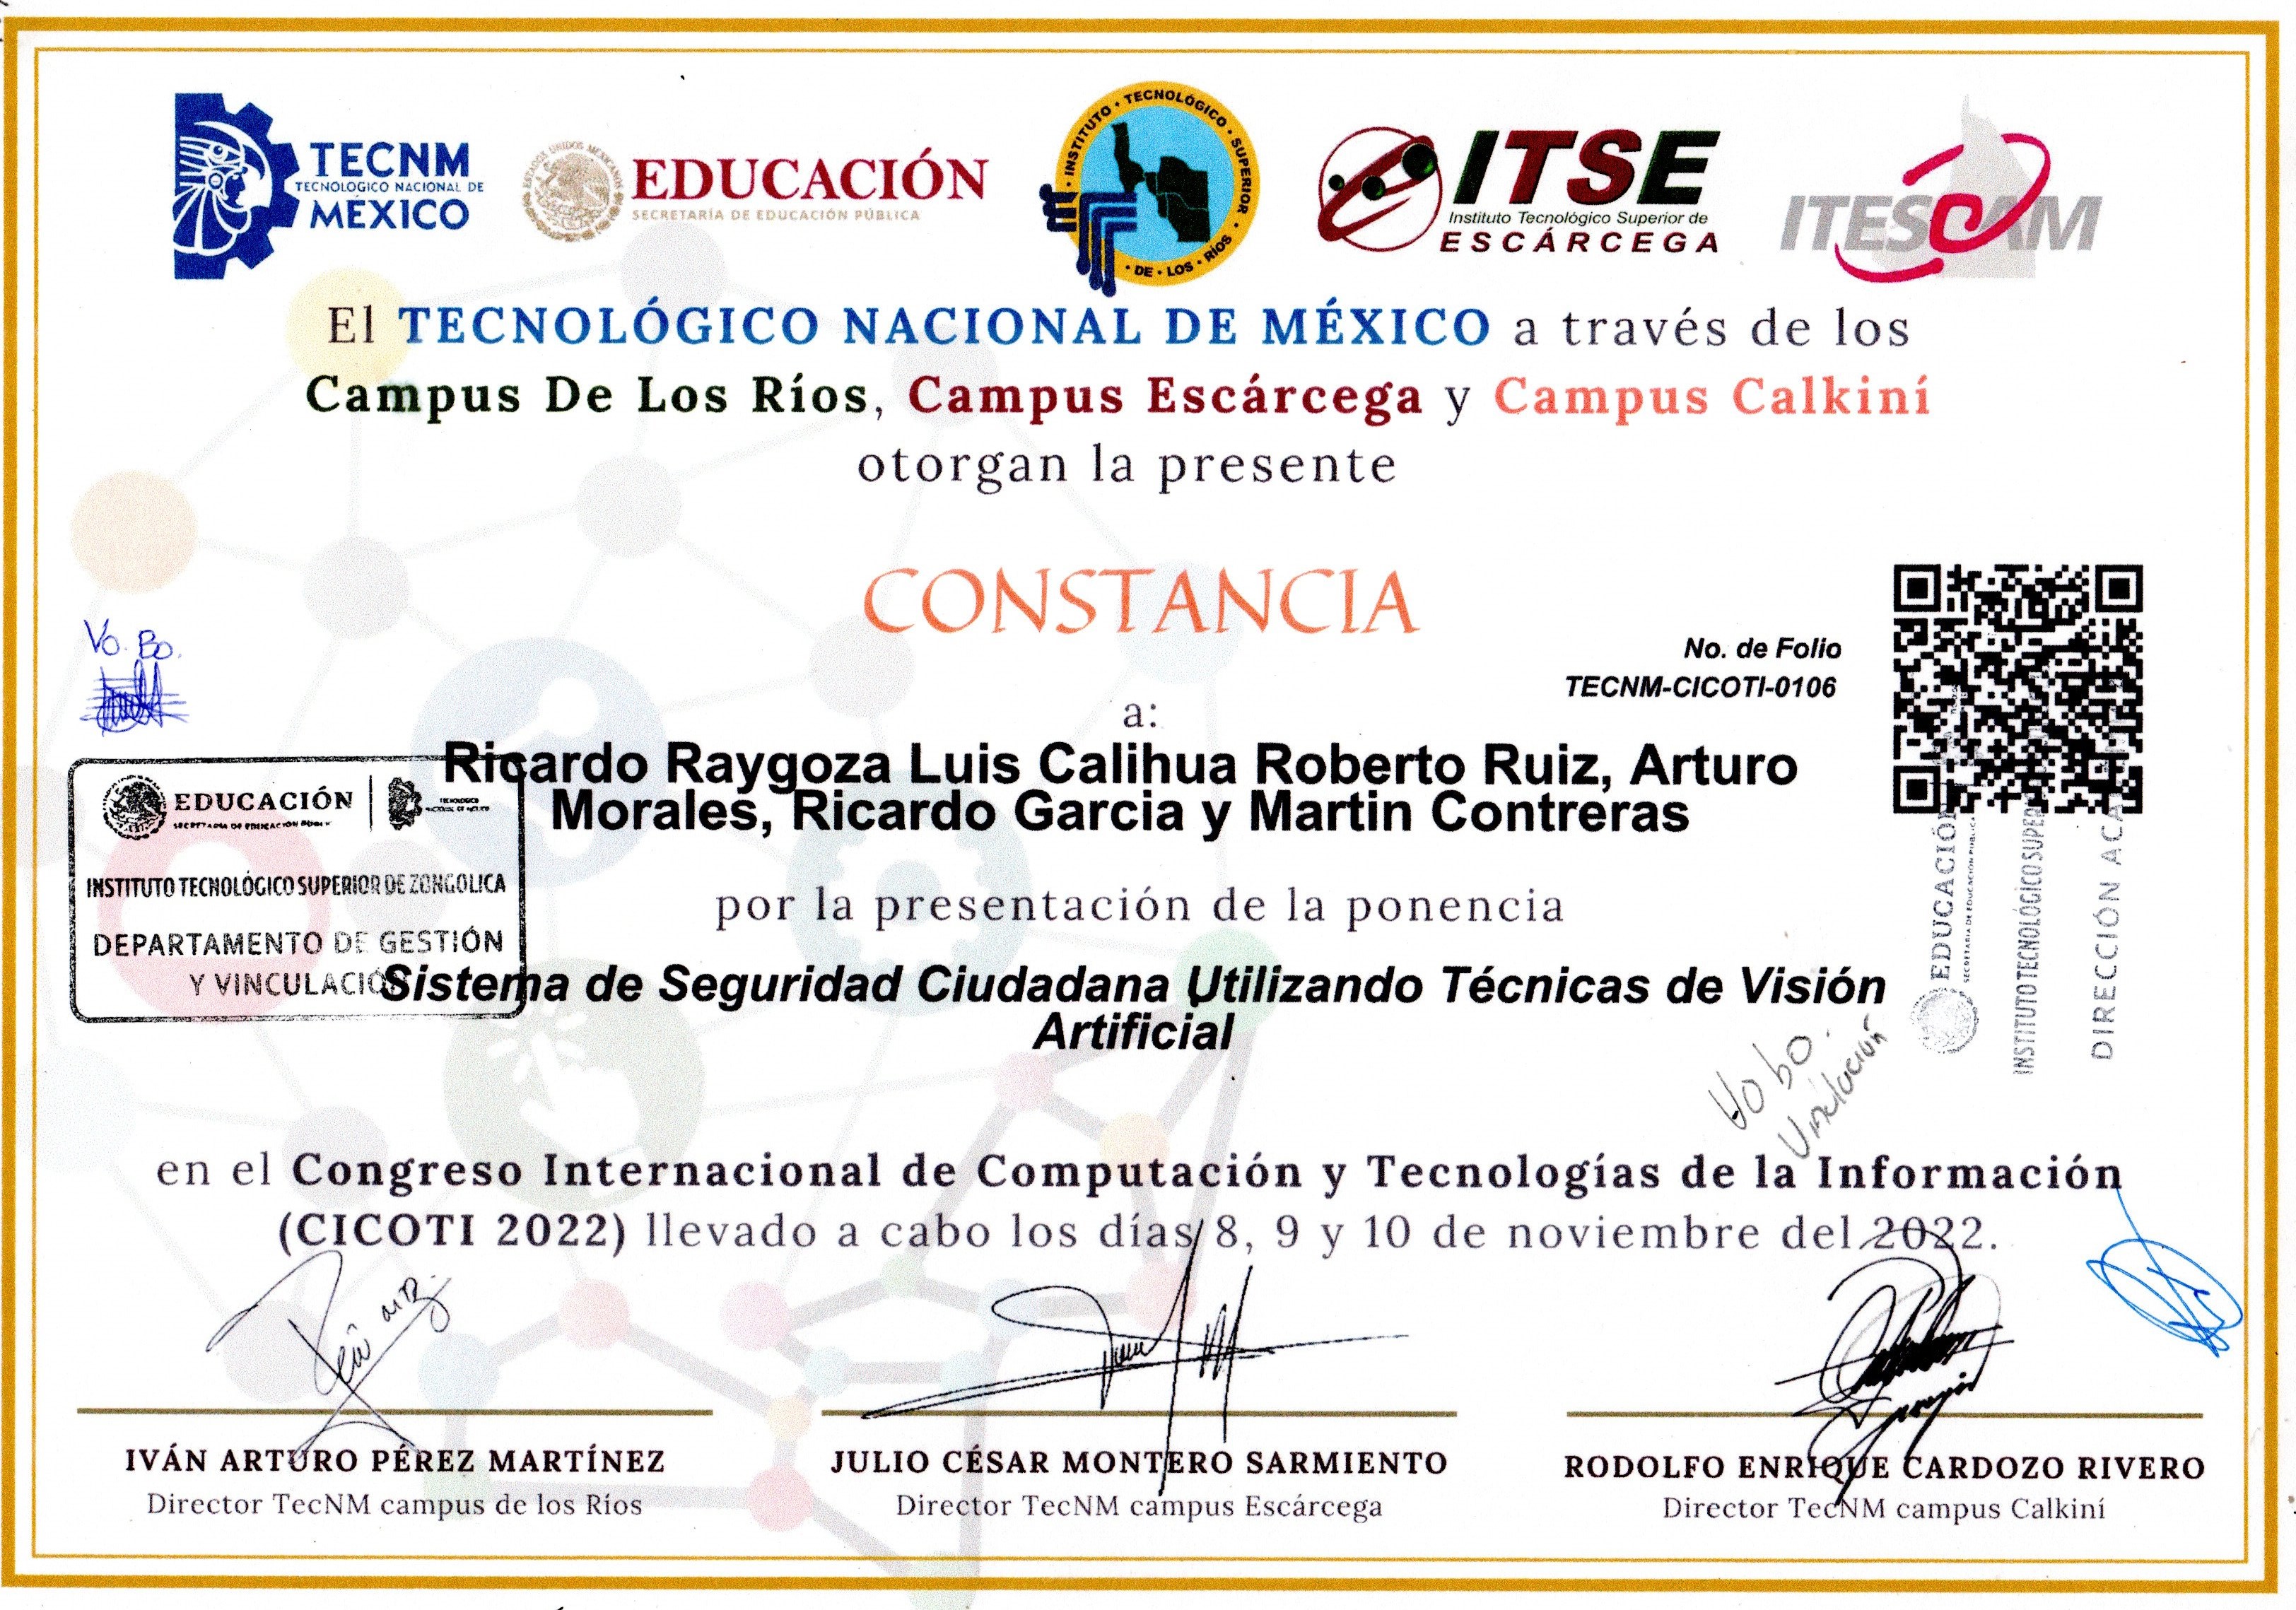 TECNM
TECNOLÓGICO NACIONAL DE
MÉXICO
ESTADOS UNIDOS MEXICANOS
EDUCACIÓN
SECRETARÍA DE EDUCACIÓN PÚBLICA
INSTITUTO • TECNOLÓGICO • SUPERIOR • DE • LOS • RÍOS •
ITSE
Instituto Tecnológico Superior de
ESCÁRCEGA
ITESCAM
El TECNOLÓGICO NACIONAL DE MÉXICO a través de los
Campus De Los Ríos, Campus Escárcega y Campus Calkiní
otorgan la presente
CONSTANCIA
No. de Folio
TECNM-CICOTI-0106
Vo. Bo.
a:
Ricardo Raygoza Luis Calihua Roberto Ruiz, Arturo
Morales, Ricardo Garcia y Martin Contreras
EDUCACIÓN
SECRETARÍA DE EDUCACIÓN PÚBLICA
TECNOLÓGICO
NACIONAL DE MÉXICO
INSTITUTO TECNOLÓGICO SUPERIOR DE ZONGOLICA
DEPARTAMENTO DE GESTIÓN
Y VINCULACIÓN
por la presentación de la ponencia
Sistema de Seguridad Ciudadana Utilizando Técnicas de Visión
Artificial
EDUCACIÓN
SECRETARÍA DE EDUCACIÓN PÚBLICA
INSTITUTO TECNOLÓGICO SUPER
DIRECCIÓN ACA
Vo bo.
Vinculación
en el Congreso Internacional de Computación y Tecnologías de la Información
(CICOTI 2022) llevado a cabo los días 8, 9 y 10 de noviembre del 2022.
IVÁN ARTURO PÉREZ MARTÍNEZ
Director TecNM campus de los Ríos
JULIO CÉSAR MONTERO SARMIENTO
Director TecNM campus Escárcega
RODOLFO ENRIQUE CARDOZO RIVERO
Director TecNM campus Calkiní